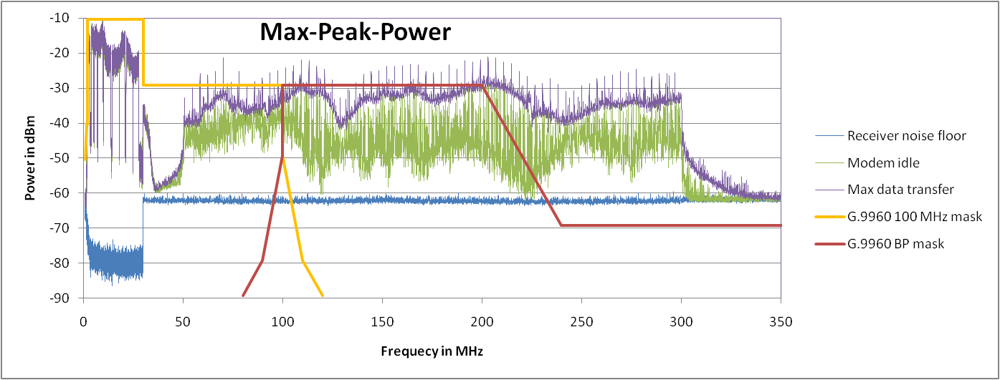 Max-Peak-Power
Power in dBm
-10
-20
-30
-40
-50
-60
-70
-80
-90
0
50
100
150
200
250
300
350
Frequecy in MHz
Receiver noise floor
Modem idle
Max data transfer
G.9960 100 MHz mask
G.9960 BP mask